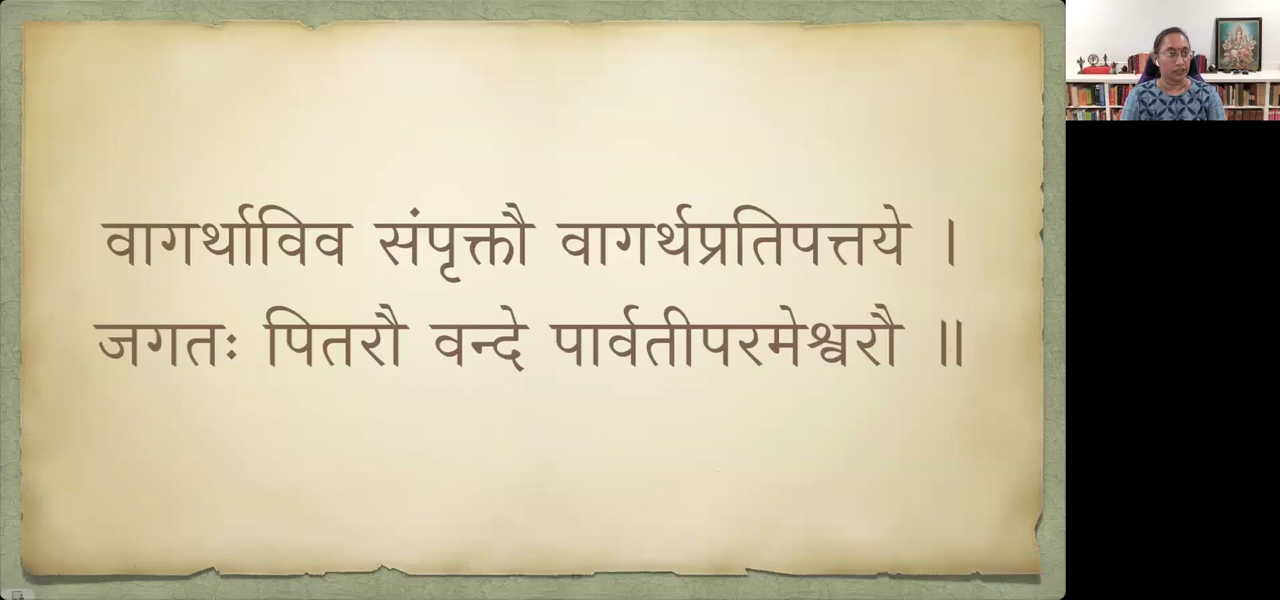 वागर्थाविव संपृक्तौ वागर्थप्रतिपत्तये ।
जगतः पितरौ वन्दे पार्वतीपरमेश्वरौ ॥